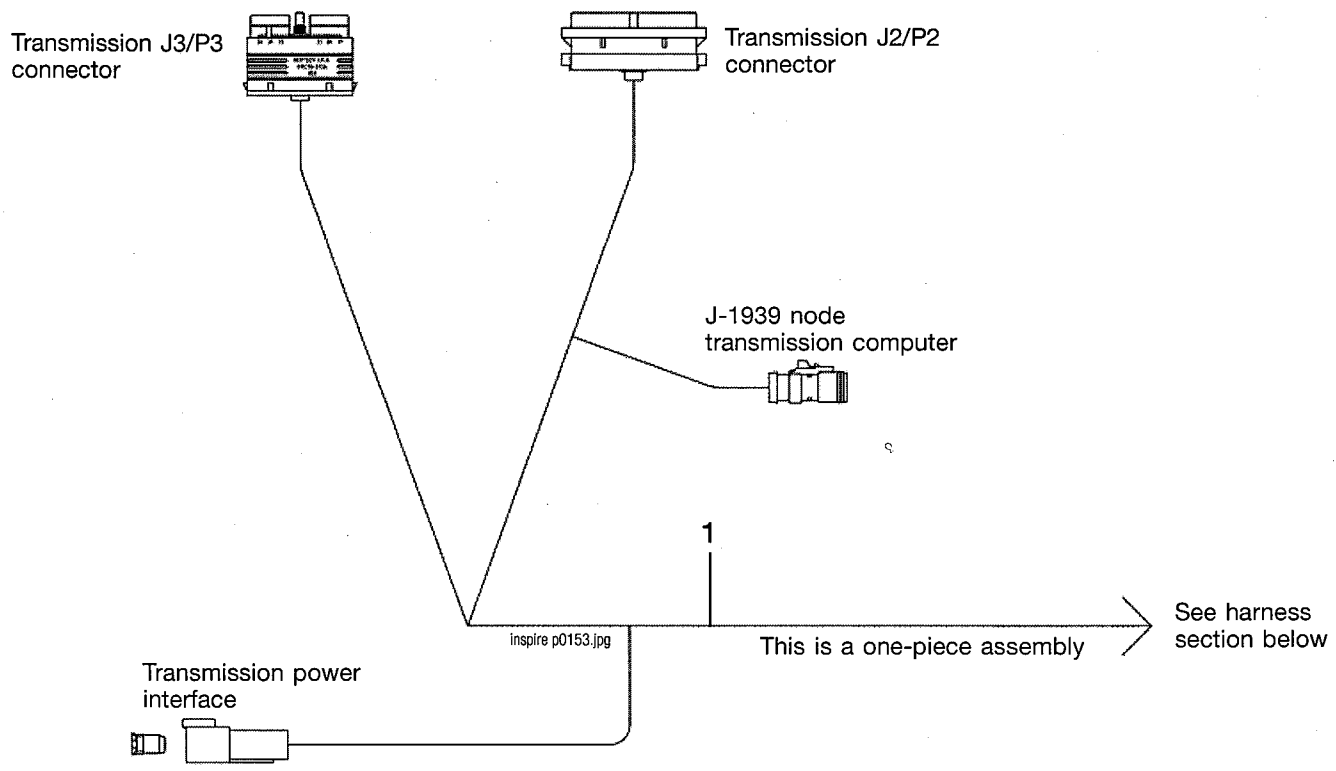 Transmission J3/P3
connector
Transmission J2/P2
connector
J-1939 node
transmission computer
1
inspire p0153.jpg
This is a one-piece assembly
See harness
section below
Transmission power
interface